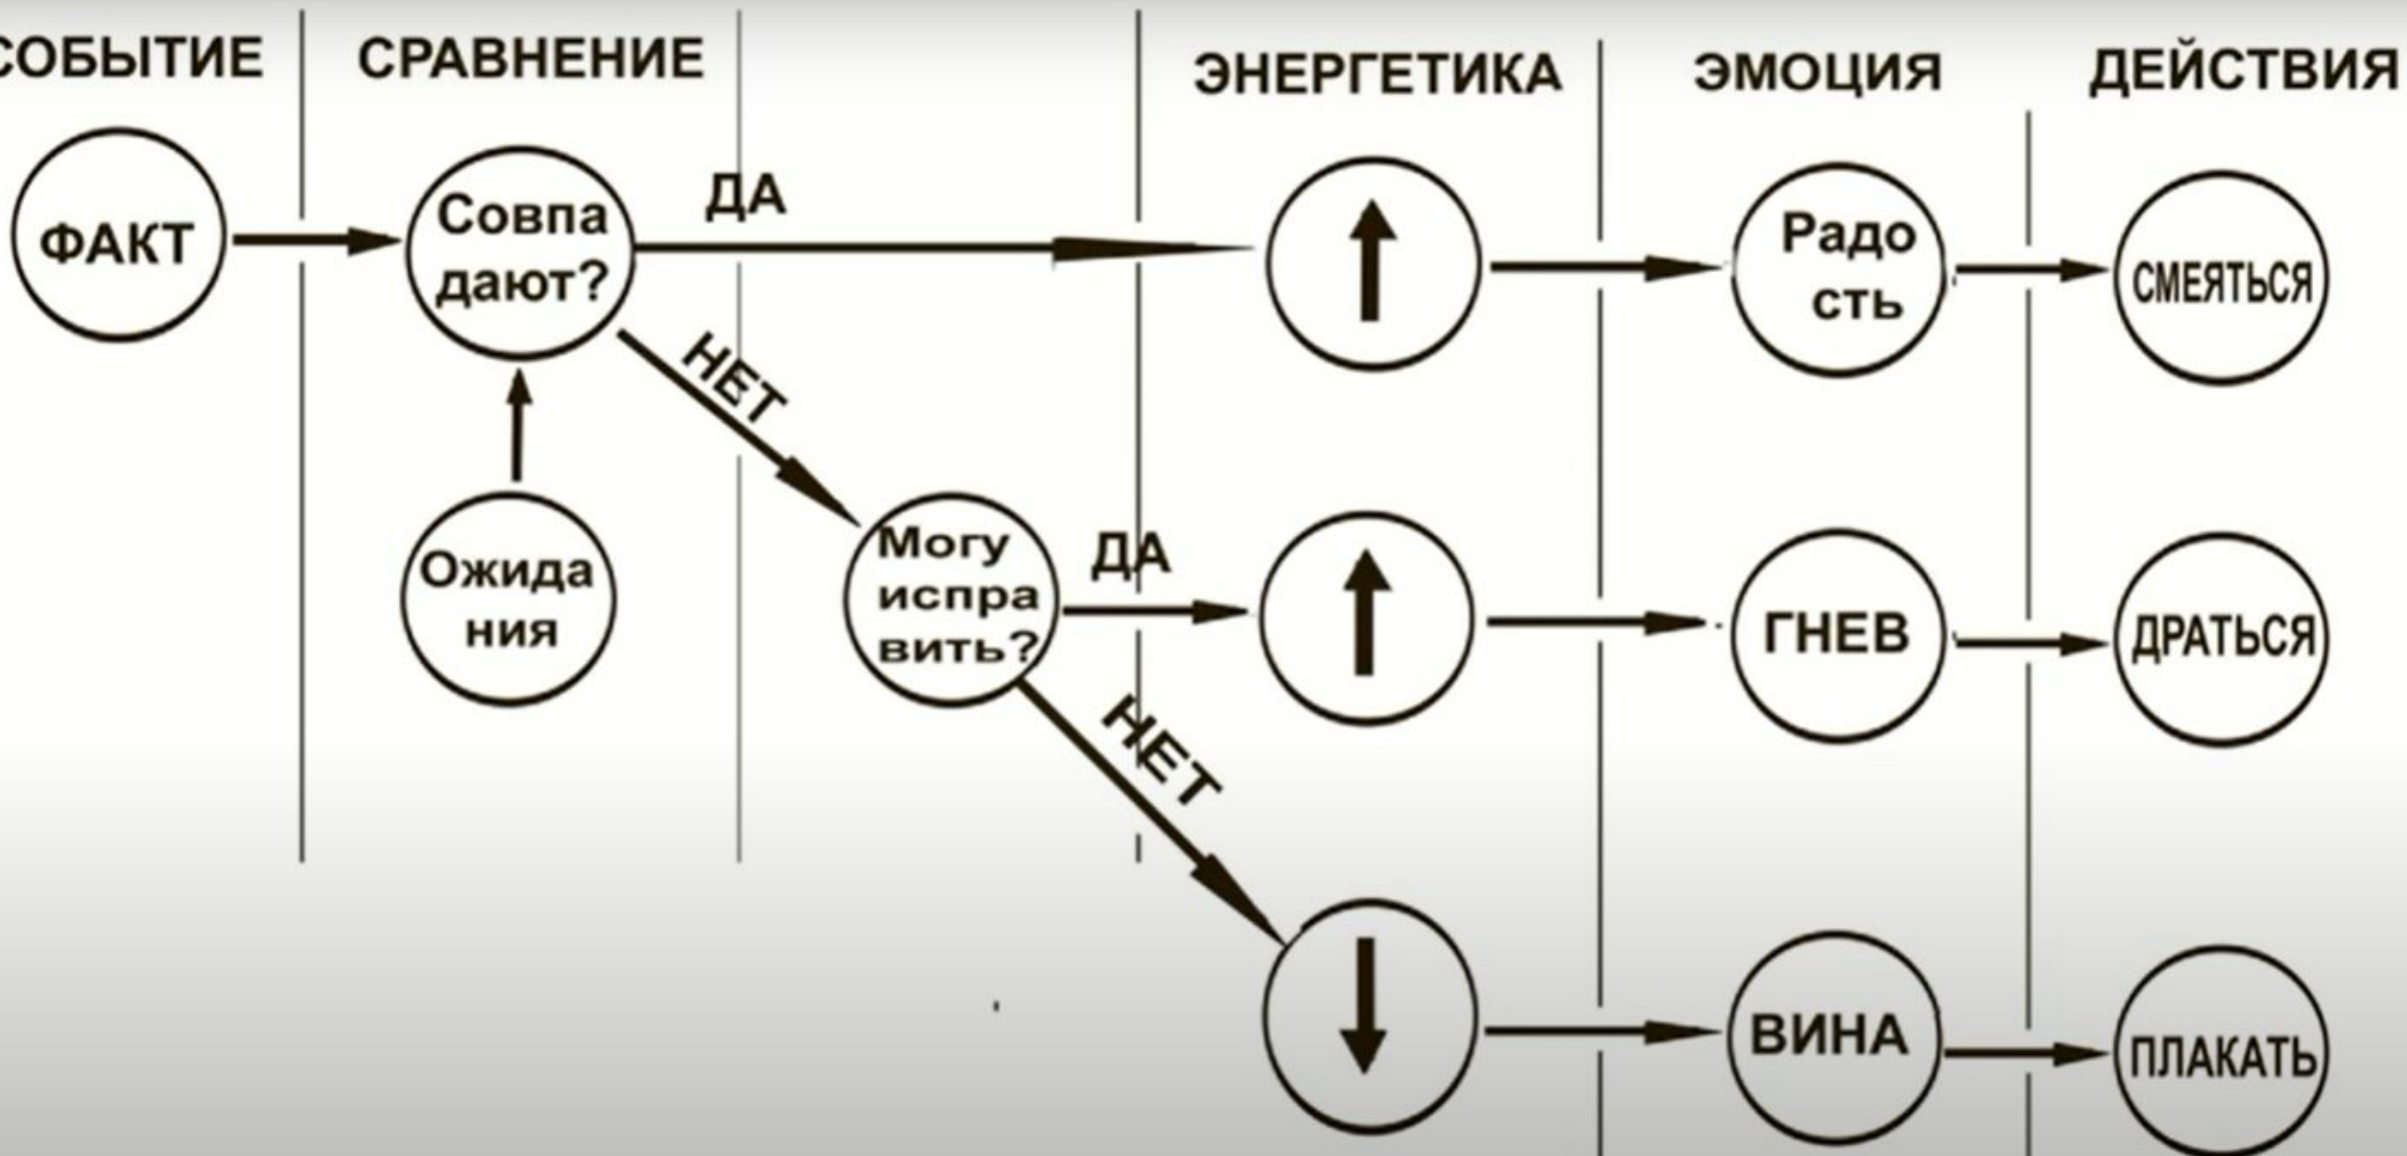 СОБЫТИЕ
СРАВНЕНИЕ
ЭНЕРГЕТИКА
ЭМОЦИЯ
ДЕЙСТВИЯ
ФАКТ
Совпа
дают?
ДА
Радо
сть
СМЕЯТЬСЯ
НЕТ
Ожида
ния
Могу
испра
вить?
ДА
ГНЕВ
ДРАТЬСЯ
НЕТ
ВИНА
ПЛАКАТЬ